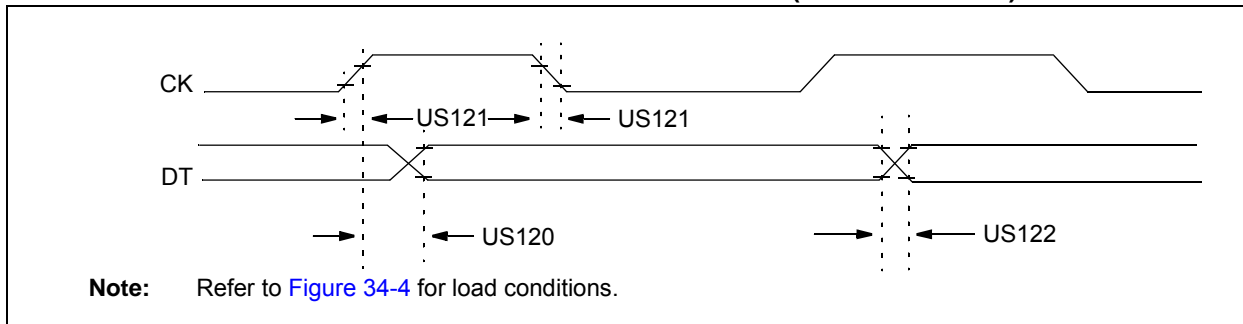 CK
US121
US121
DT
US120
US122
Note: Refer to Figure 34-4 for load conditions.